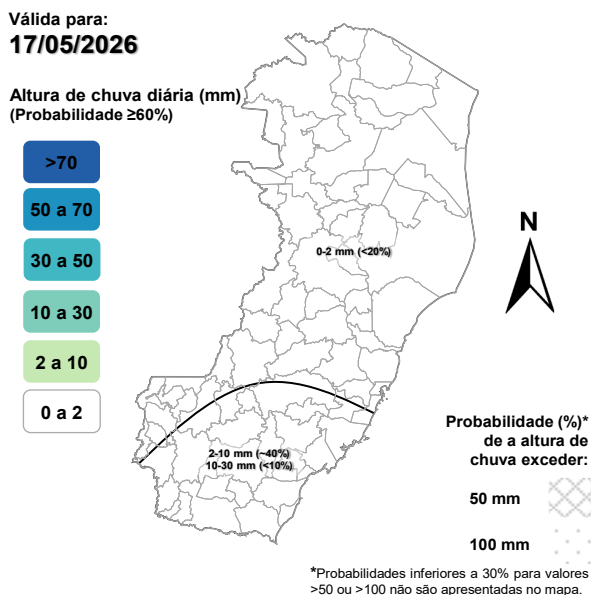 Válida para:
17/05/2026
Altura de chuva diária (mm)
(Probabilidade ≥60%)
>70
50 a 70
30 a 50
10 a 30
2 a 10
0 a 2
0-2 mm (<20%)
N
2-10 mm (~40%)
10-30 mm (<10%)
Probabilidade (%)*
de a altura de
chuva exceder:
50 mm
100 mm
*Probabilidades inferiores a 30% para valores
>50 ou >100 não são apresentadas no mapa.